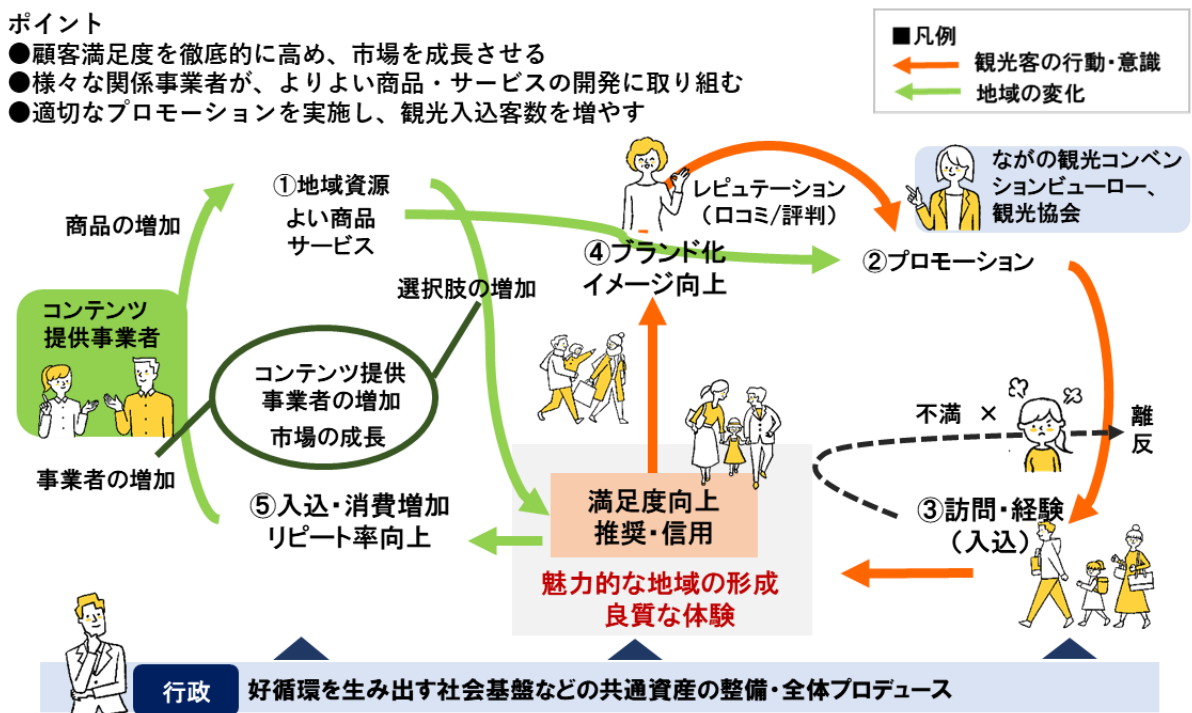 ポイント
●顧客満足度を徹底的に高め、市場を成長させる
●様々な関係事業者が、よりよい商品・サービスの開発に取り組む
●適切なプロモーションを実施し、観光入込客数を増やす
■凡例
観光客の行動・意識
地域の変化
①地域資源
よい商品
サービス
商品の増加
レピュテーション
（口コミ/評判）
ながの観光コンベン
ションビューロー、
観光協会
④ブランド化
イメージ向上
②プロモーション
選択肢の増加
コンテンツ
提供事業者
コンテンツ提供
事業者の増加
市場の成長
事業者の増加
不満 ×
離
反
⑤入込・消費増加
リピート率向上
満足度向上
推奨・信用
③訪問・経験
（入込）
魅力的な地域の形成
良質な体験
行政
好循環を生み出す社会基盤などの共通資産の整備・全体プロデュース